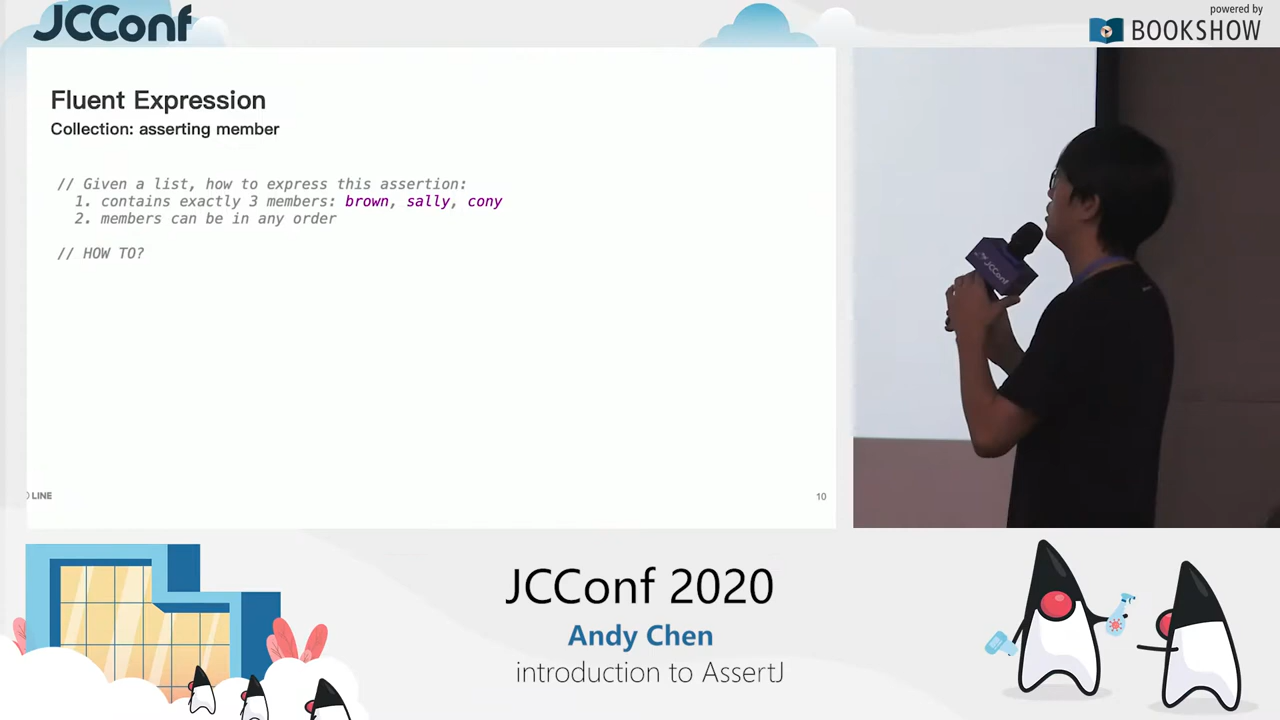 JCConf
powered by
BOOKSHOW
Fluent Expression
Collection: asserting member
// Given a list, how to express this assertion:
1. contains exactly 3 members: brown, sally, cony
2. members can be in any order
// HOW TO?
LINE
10
JCConf
JCConf 2020
Andy Chen
introduction to AssertJ